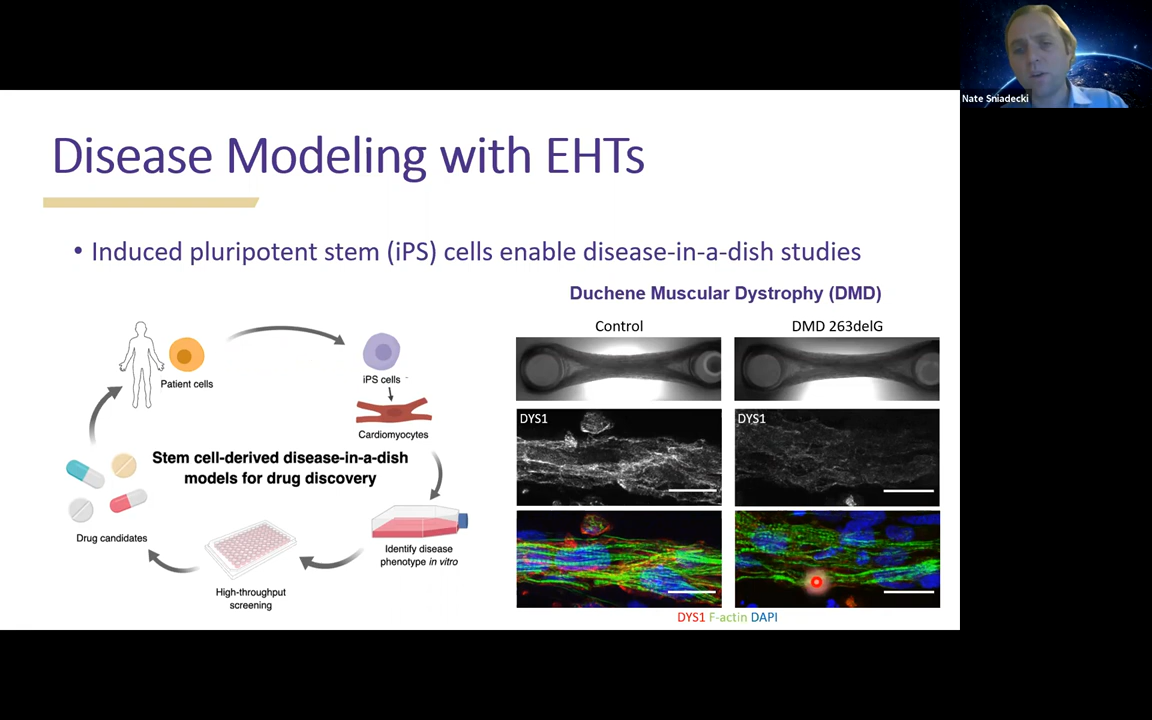 Nate Sniadecki
Disease Modeling with EHTs
• Induced pluripotent stem (iPS) cells enable disease-in-a-dish studies
Patient cells
iPS cells
Cardiomyocytes
Stem cell-derived disease-in-a-dish
models for drug discovery
Identify disease
phenotype in vitro
High-throughput
screening
Drug candidates
Duchene Muscular Dystrophy (DMD)
Control
DMD 263delG
DYS1
DYS1
DYS1 F-actin DAPI